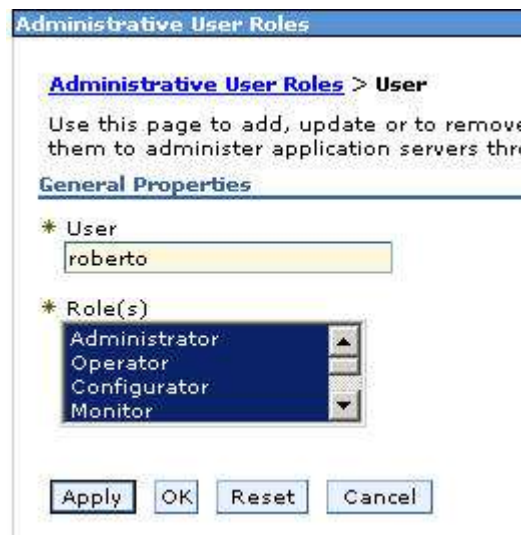 Administrative User Roles
Administrative User Roles > User
Use this page to add, update or to remove
them to administer application servers thr
General Properties
* User
roberto
* Role(s)
Administrator
Operator
Configurator
Monitor
Apply OK Reset Cancel